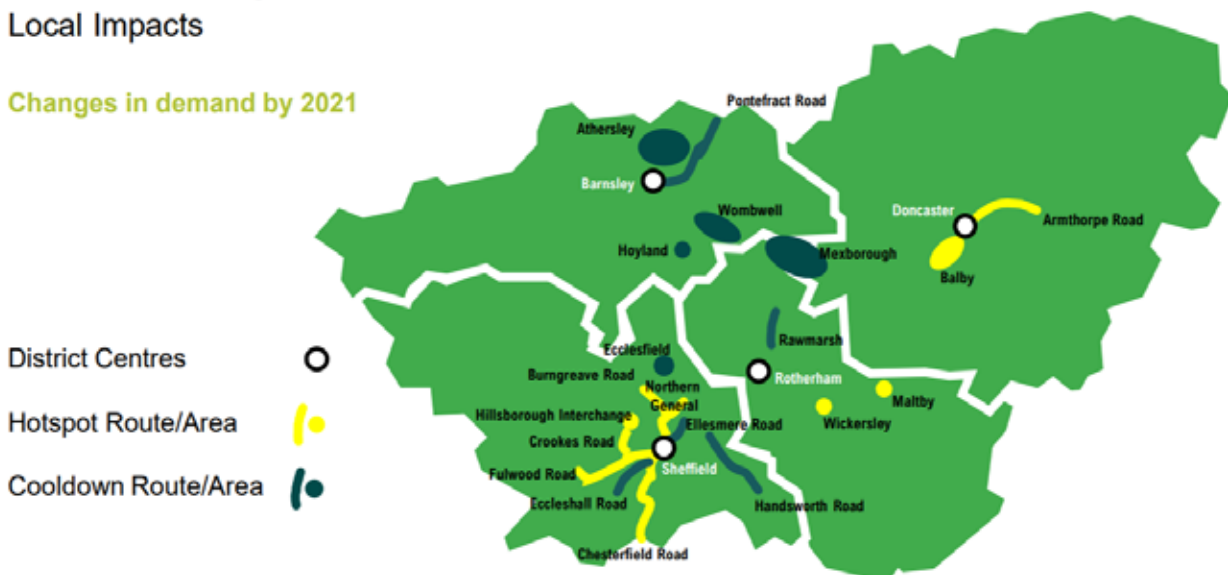 Local Impacts
Changes in demand by 2021
Pontefract Road
Athersley
Barnsley
Wombwell
Hoyland
Mexborough
Doncaster
Armthorpe Road
Balby
District Centres
Hotspot Route/Area
Cooldown Route/Area
Rawmarsh
Rotherham
Maltby
Wickersley
Ecclesfield
Burngreave Road
Northern
General
Hillsborough Interchange
Ellesmere Road
Crookes Road
Sheffield
Fulwood Road
Eccleshall Road
Handsworth Road
Chesterfield Road